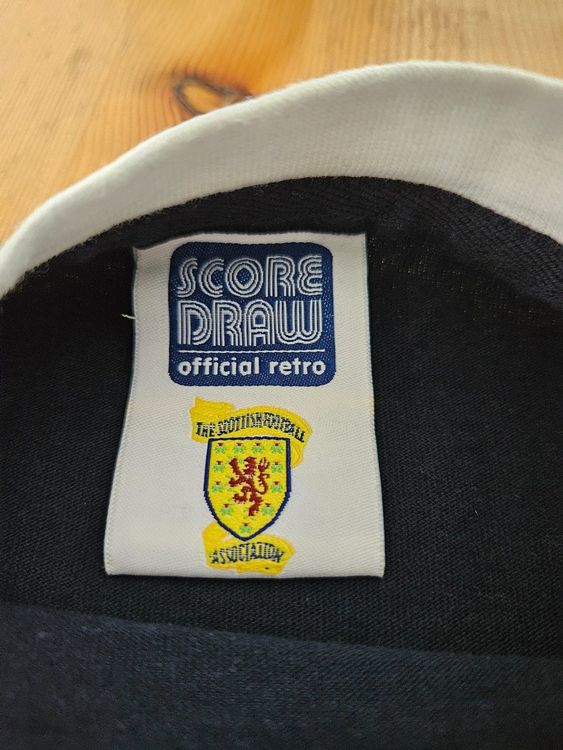 SCORE
DRAW
official retro
THE SCOTTISH FOOTBALL
ASSOCIATION